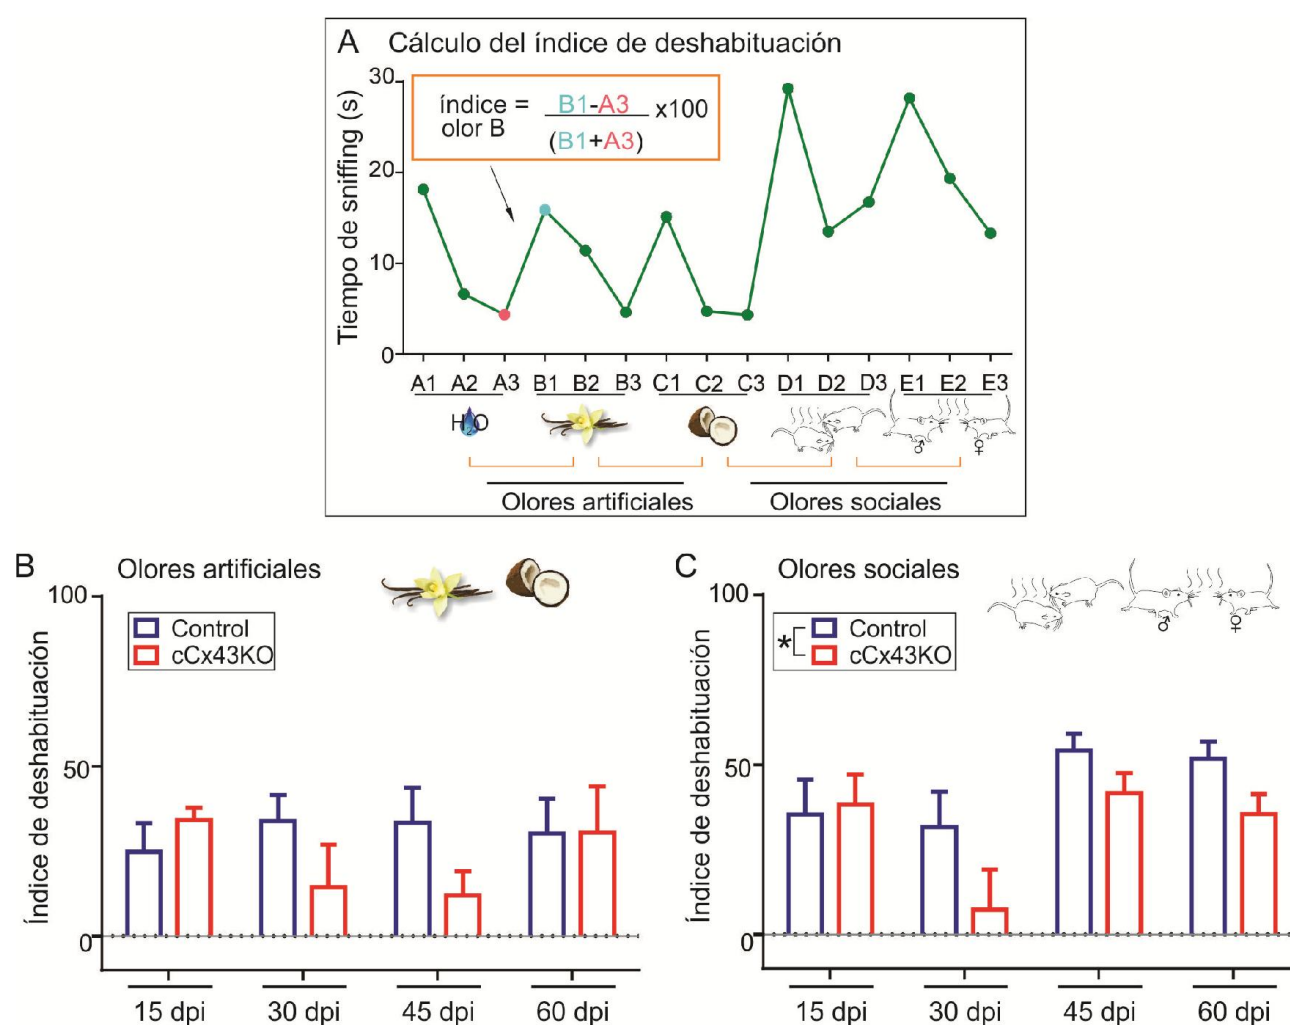 A Cálculo del índice de deshabituación
Tiempo de sniffing (s)
30
20
10
0
índice = B1-A3 x100
olor B (B1+A3)
A1 A2 A3 B1 B2 B3 C1 C2 C3 D1 D2 D3 E1 E2 E3
H2O
♂ ♀
Olores artificiales Olores sociales
B Olores artificiales
Índice de deshabituación
100
50
0
Control
cCx43KO
15 dpi 30 dpi 45 dpi 60 dpi
C Olores sociales
♂ ♀
Índice de deshabituación
100
50
0
* Control
cCx43KO
15 dpi 30 dpi 45 dpi 60 dpi